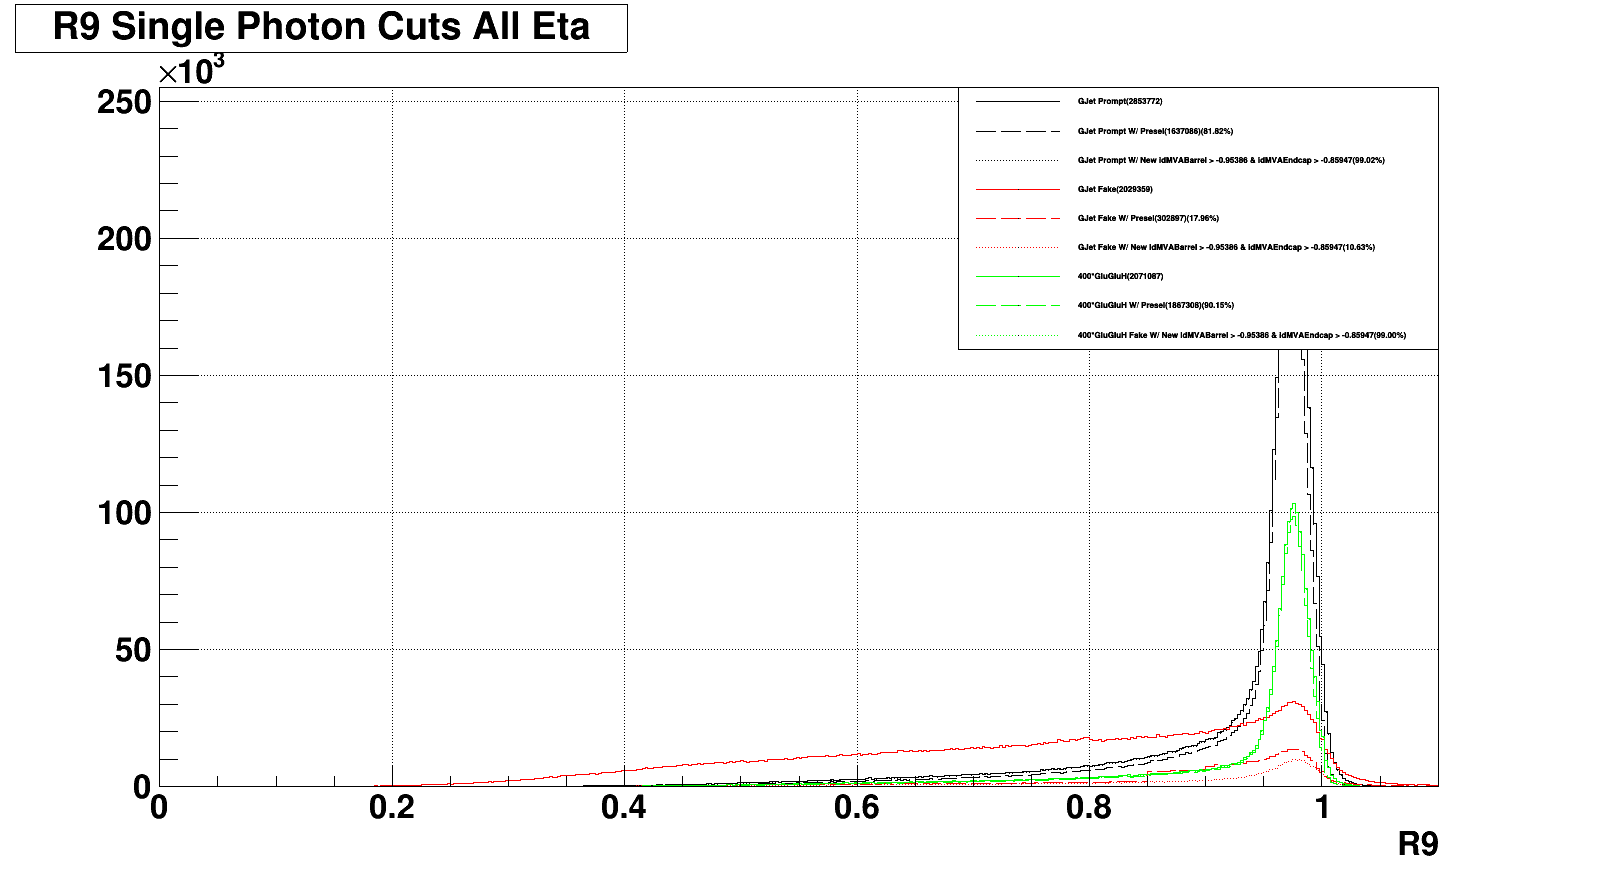 R9 Single Photon Cuts All Eta
×10³
250
200
150
100
50
0
0 0.2 0.4 0.6 0.8 1
R9
GJet Prompt(2853772)
GJet Prompt W/ Presel(1637086)(81.82%)
GJet Prompt W/ New idMVABarrel > -0.95386 & idMVAEndcap > -0.85947(99.02%)
GJet Fake(2029359)
GJet Fake W/ Presel(302897)(17.96%)
GJet Fake W/ New idMVABarrel > -0.95386 & idMVAEndcap > -0.85947(10.63%)
400*GluGluH(2071087)
400*GluGluH W/ Presel(1867308)(90.15%)
400*GluGluH Fake W/ New idMVABarrel > -0.95386 & idMVAEndcap > -0.85947(99.00%)